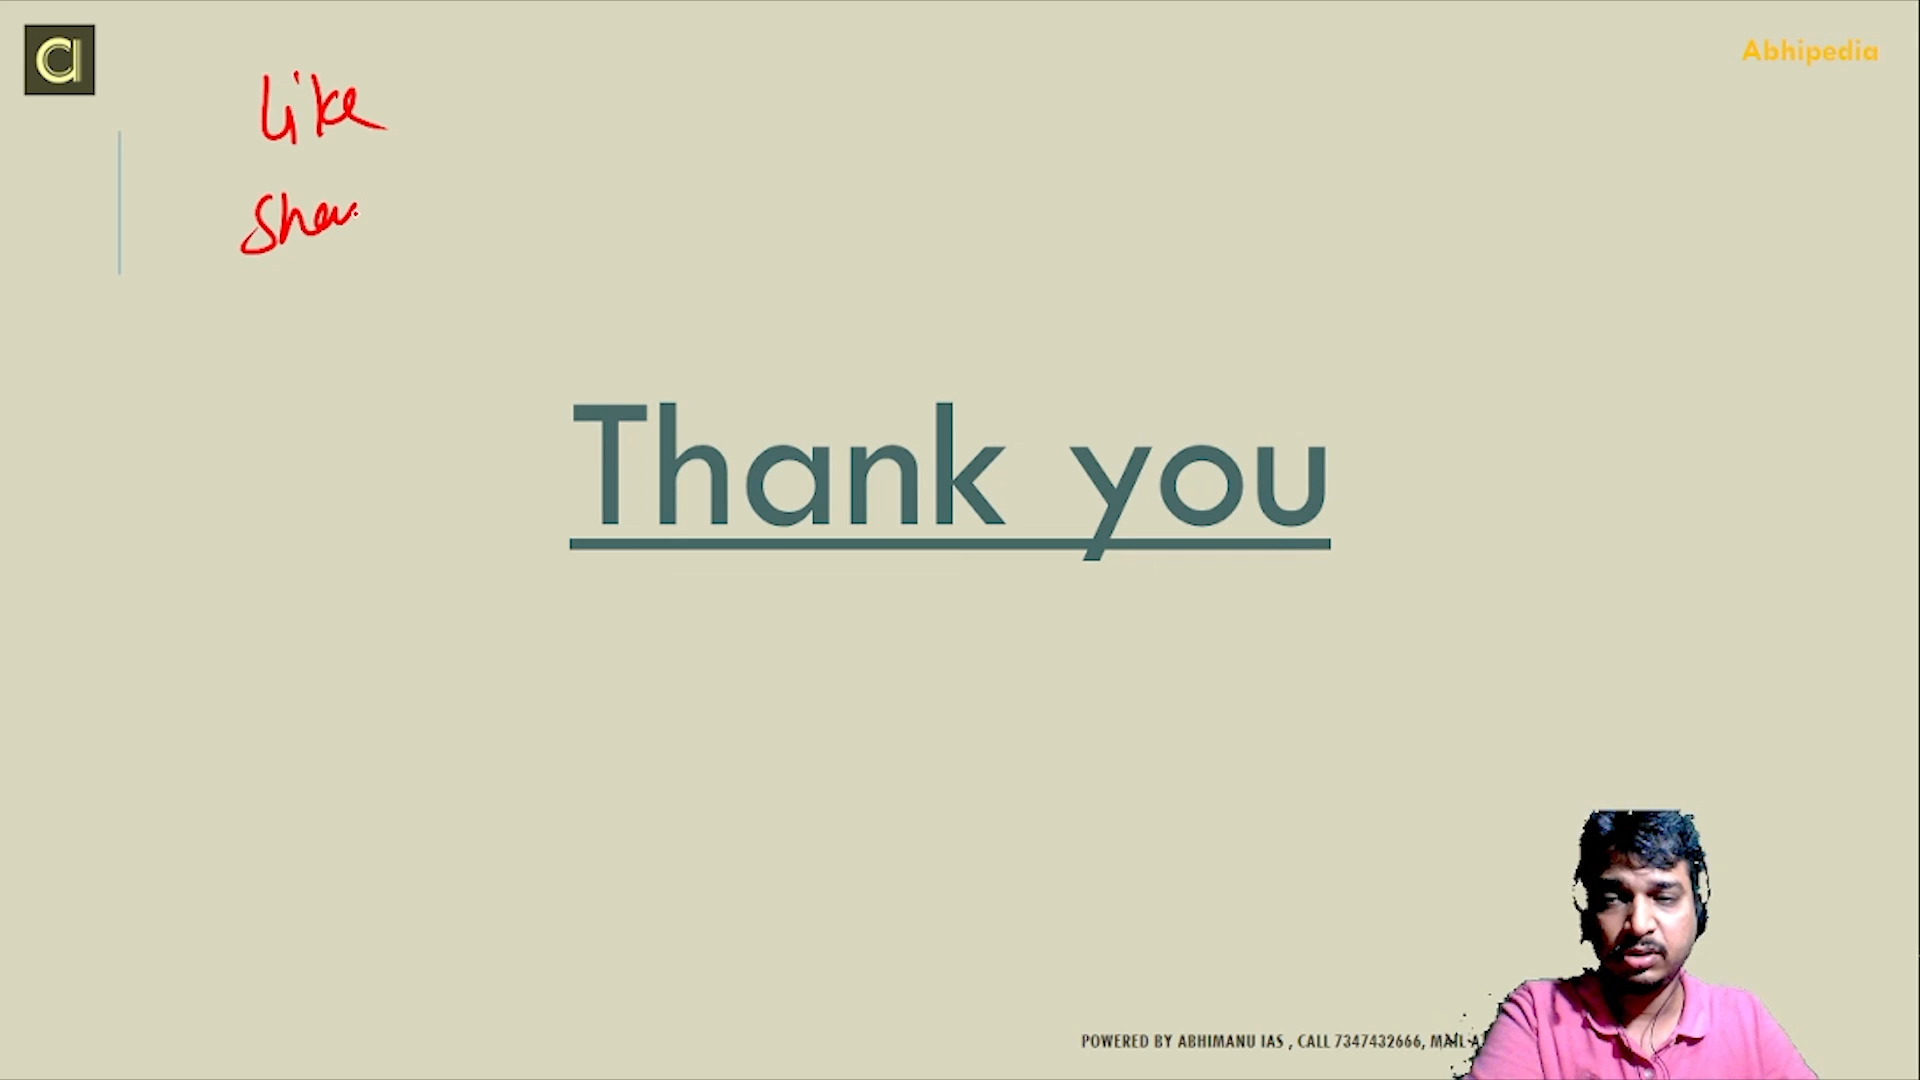 Abhipedia
Like
Shar
Thank you
POWERED BY ABHIMANU IAS , CALL 7347432666, MAIL A